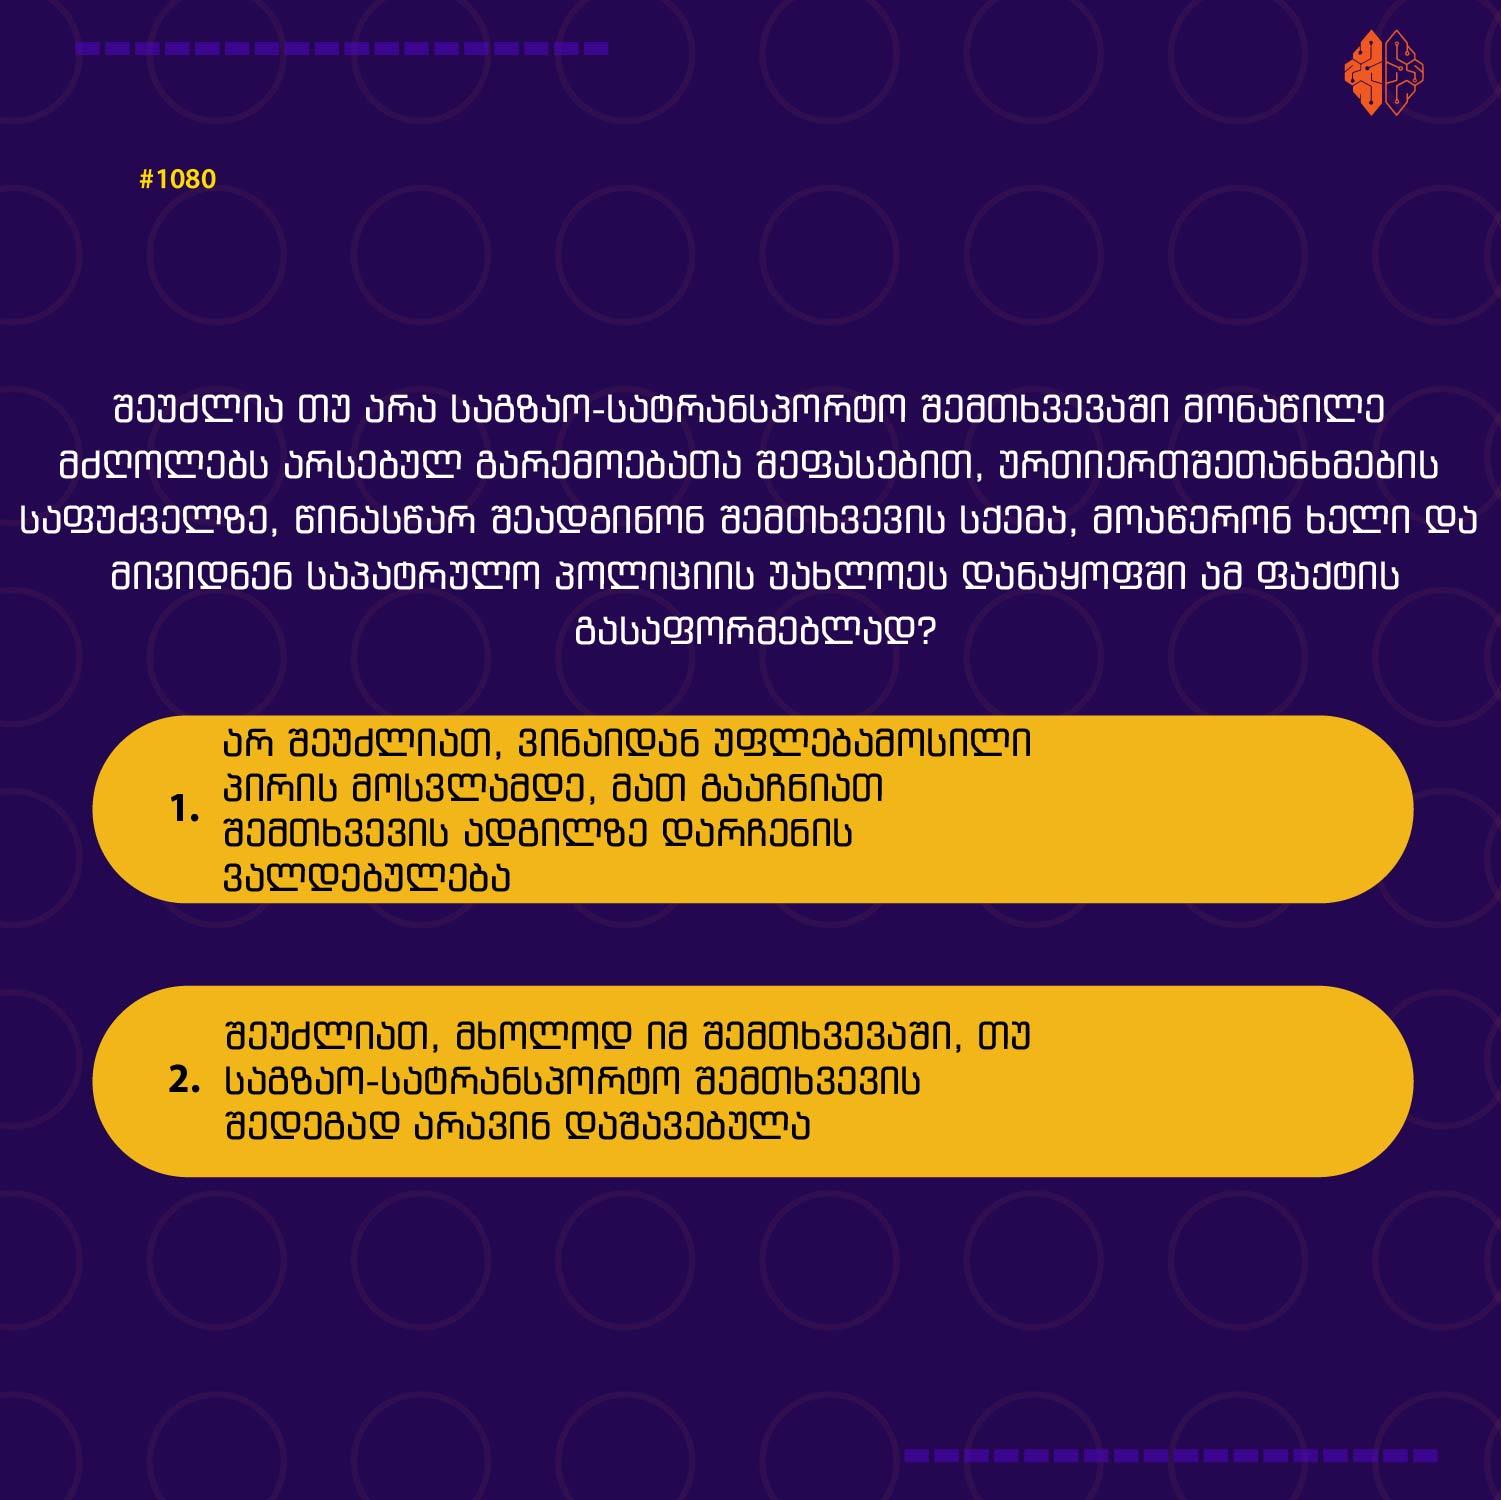 #1080
შეუძლია თუ არა საგზაო-სატრანსპორტო შემთხვევაში მონაწილე
მძღოლებს არსებულ გარემოებათა შეფასებით, ურთიერთშეთანხმების
საფუძველზე, წინასწარ შეადგინონ შემთხვევის სქემა, მოაწერონ ხელი და
მივიდნენ საპატრულო პოლიციის უახლოეს დანაყოფში ამ ფაქტის
გასაფორმებლად?
1. არ შეუძლიათ, ვინაიდან უფლებამოსილი
პირის მოსვლამდე, მათ გააჩნიათ
შემთხვევის ადგილზე დარჩენის
ვალდებულება
2. შეუძლიათ, მხოლოდ იმ შემთხვევაში, თუ
საგზაო-სატრანსპორტო შემთხვევის
შედეგად არავინ დაშავებულა